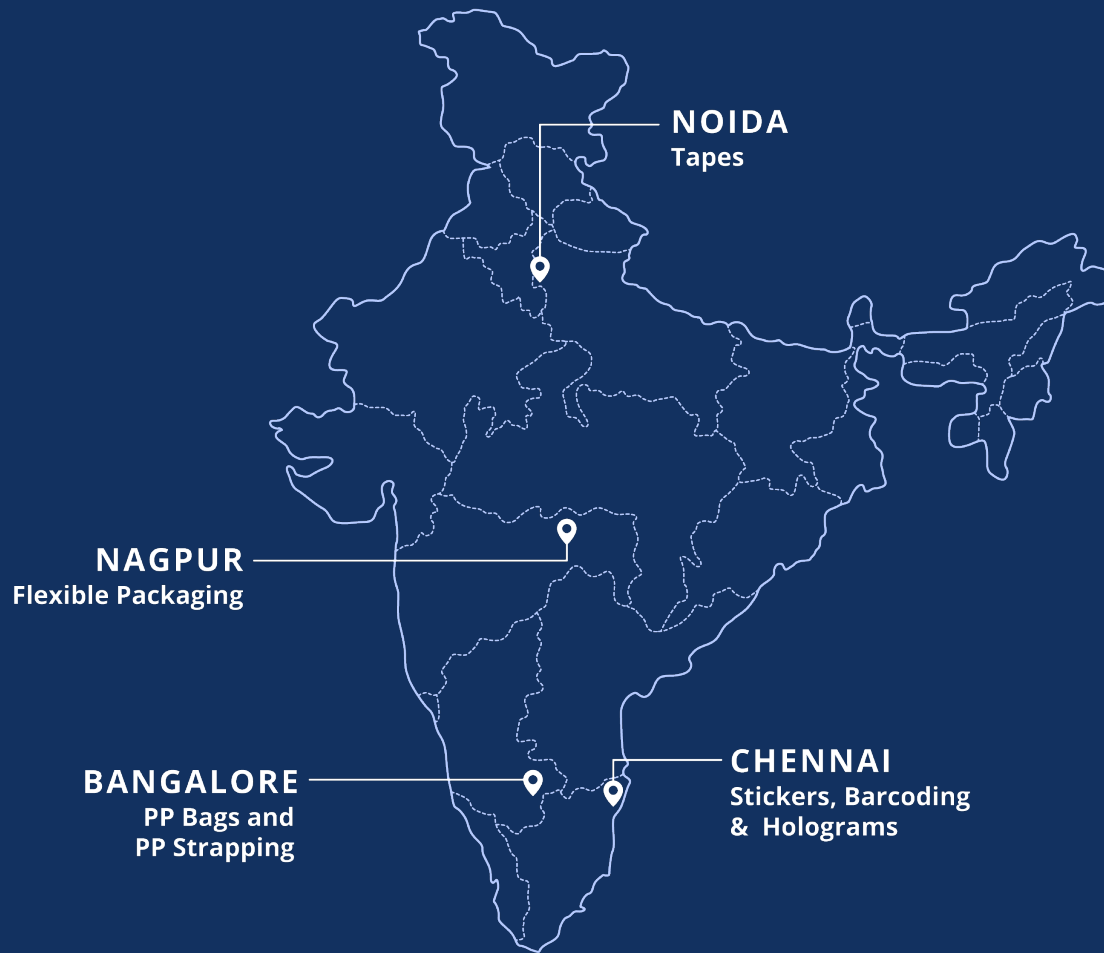 NOIDA
Tapes
NAGPUR
Flexible Packaging
BANGALORE
PP Bags and
PP Strapping
CHENNAI
Stickers, Barcoding
& Holograms